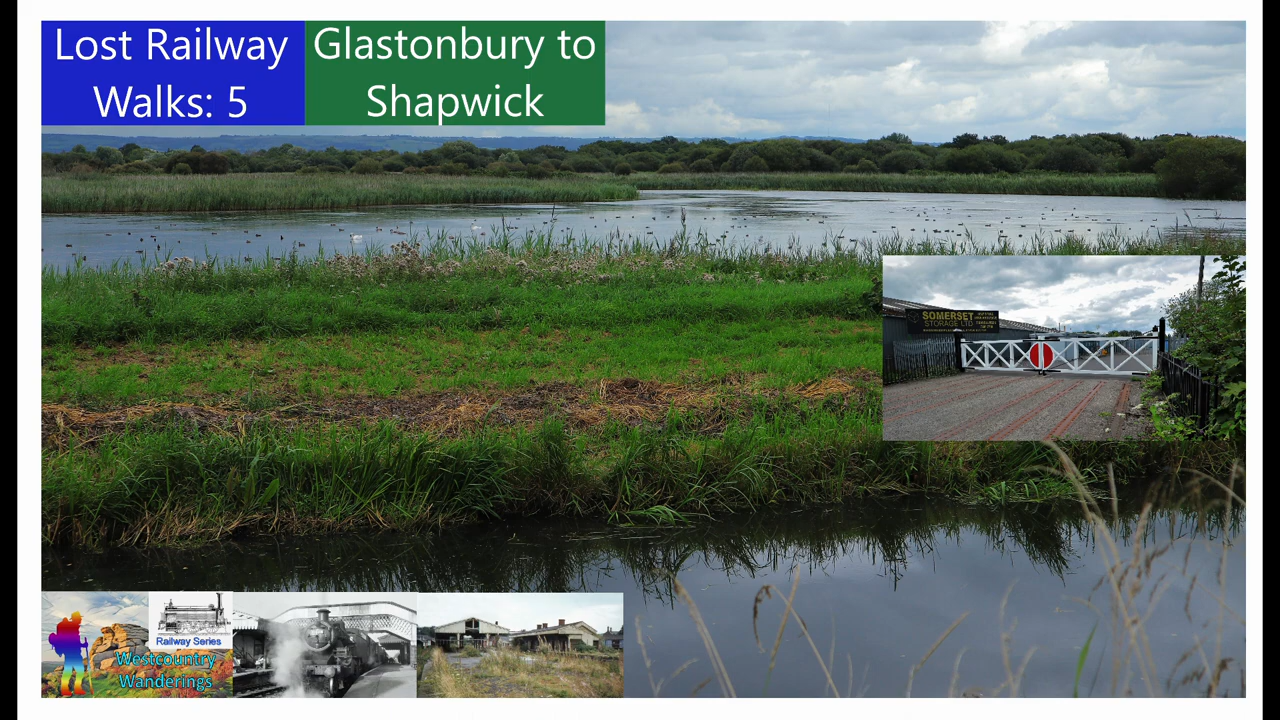 Lost Railway
Walks: 5
Glastonbury to
Shapwick
SOMERSET
STORAGE LTD
Railway Series
Westcountry
Wanderings